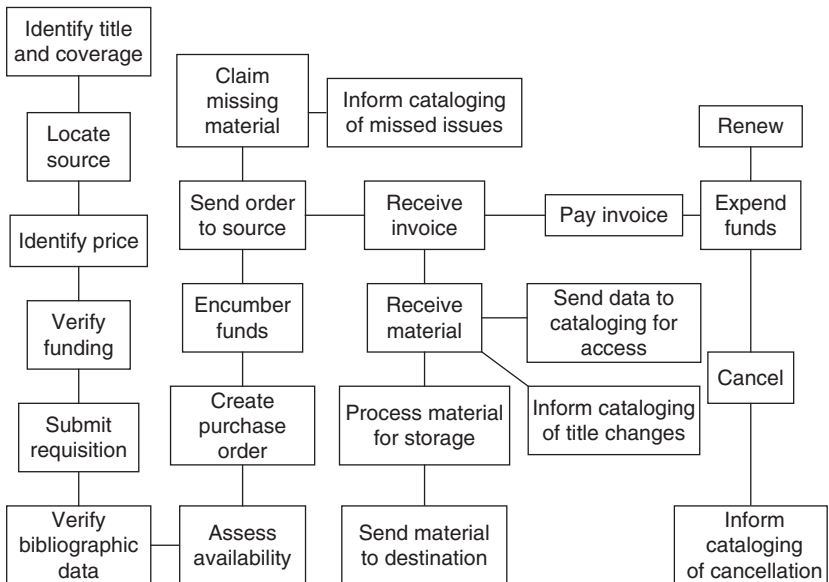 Identify title
and coverage
Locate
source
Identify price
Verify
funding
Submit
requisition
Verify
bibliographic
data
Assess
availability
Create
purchase
order
Encumber
funds
Send order
to source
Claim
missing
material
Inform cataloging
of missed issues
Receive
invoice
Pay invoice
Expend
funds
Renew
Cancel
Inform
cataloging
of cancellation
Receive
material
Send data to
cataloging for
access
Inform cataloging
of title changes
Process material
for storage
Send material
to destination